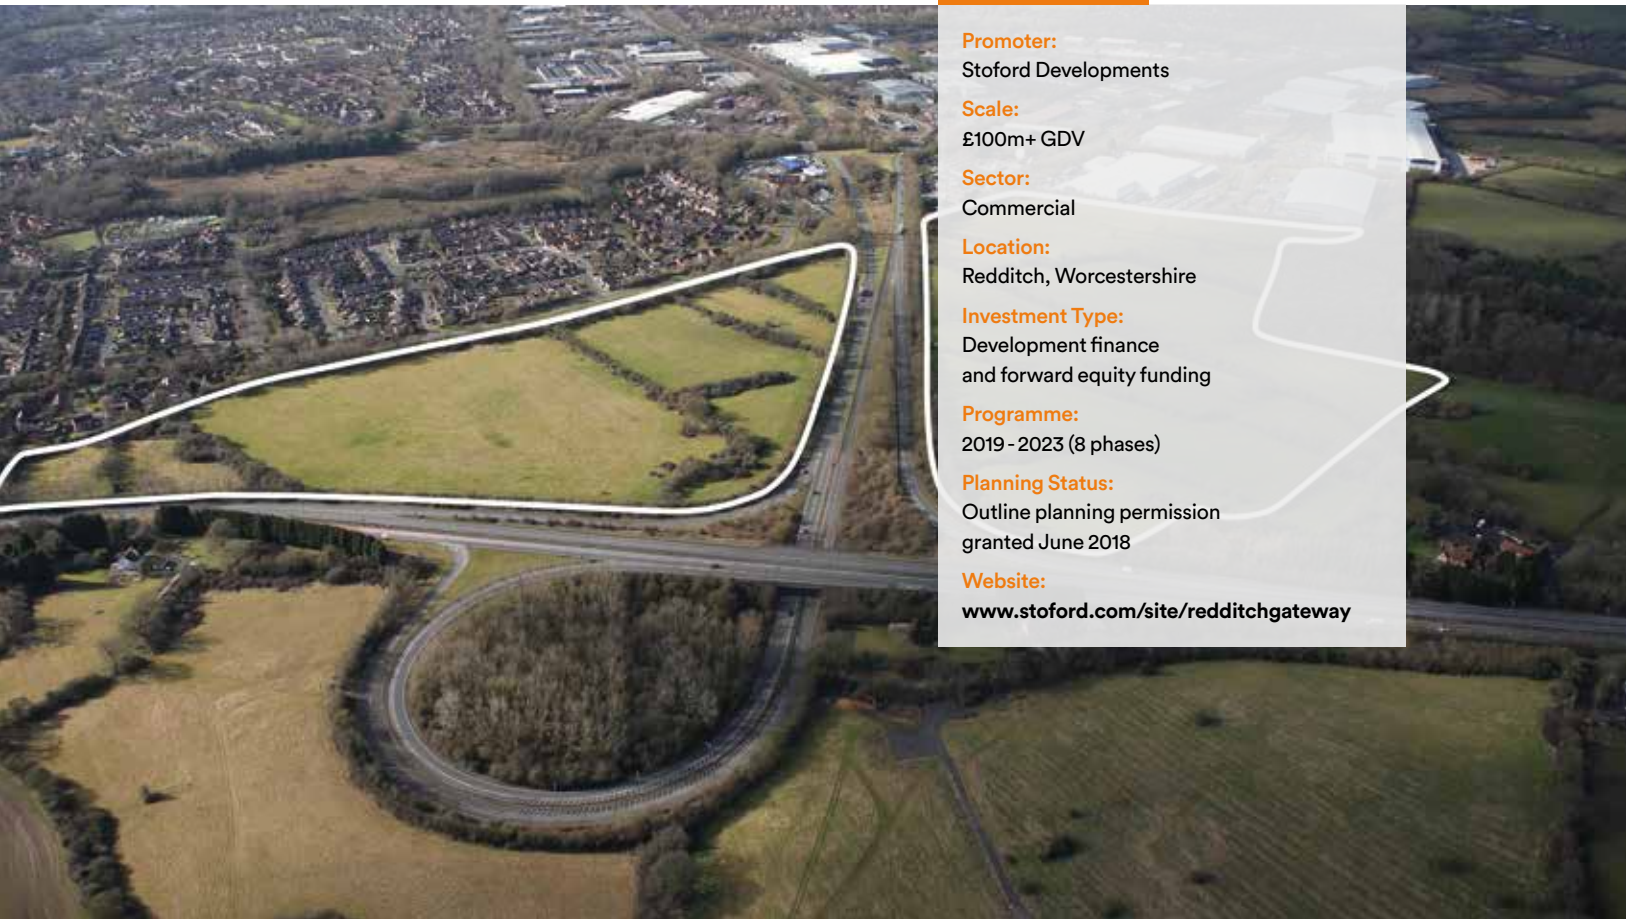 Promoter:
Stoford Developments
Scale:
£100m+ GDV
Sector:
Commercial
Location:
Redditch, Worcestershire
Investment Type:
Development finance
and forward equity funding
Programme:
2019 - 2023 (8 phases)
Planning Status:
Outline planning permission
granted June 2018
Website:
www.stoford.com/site/redditchgateway